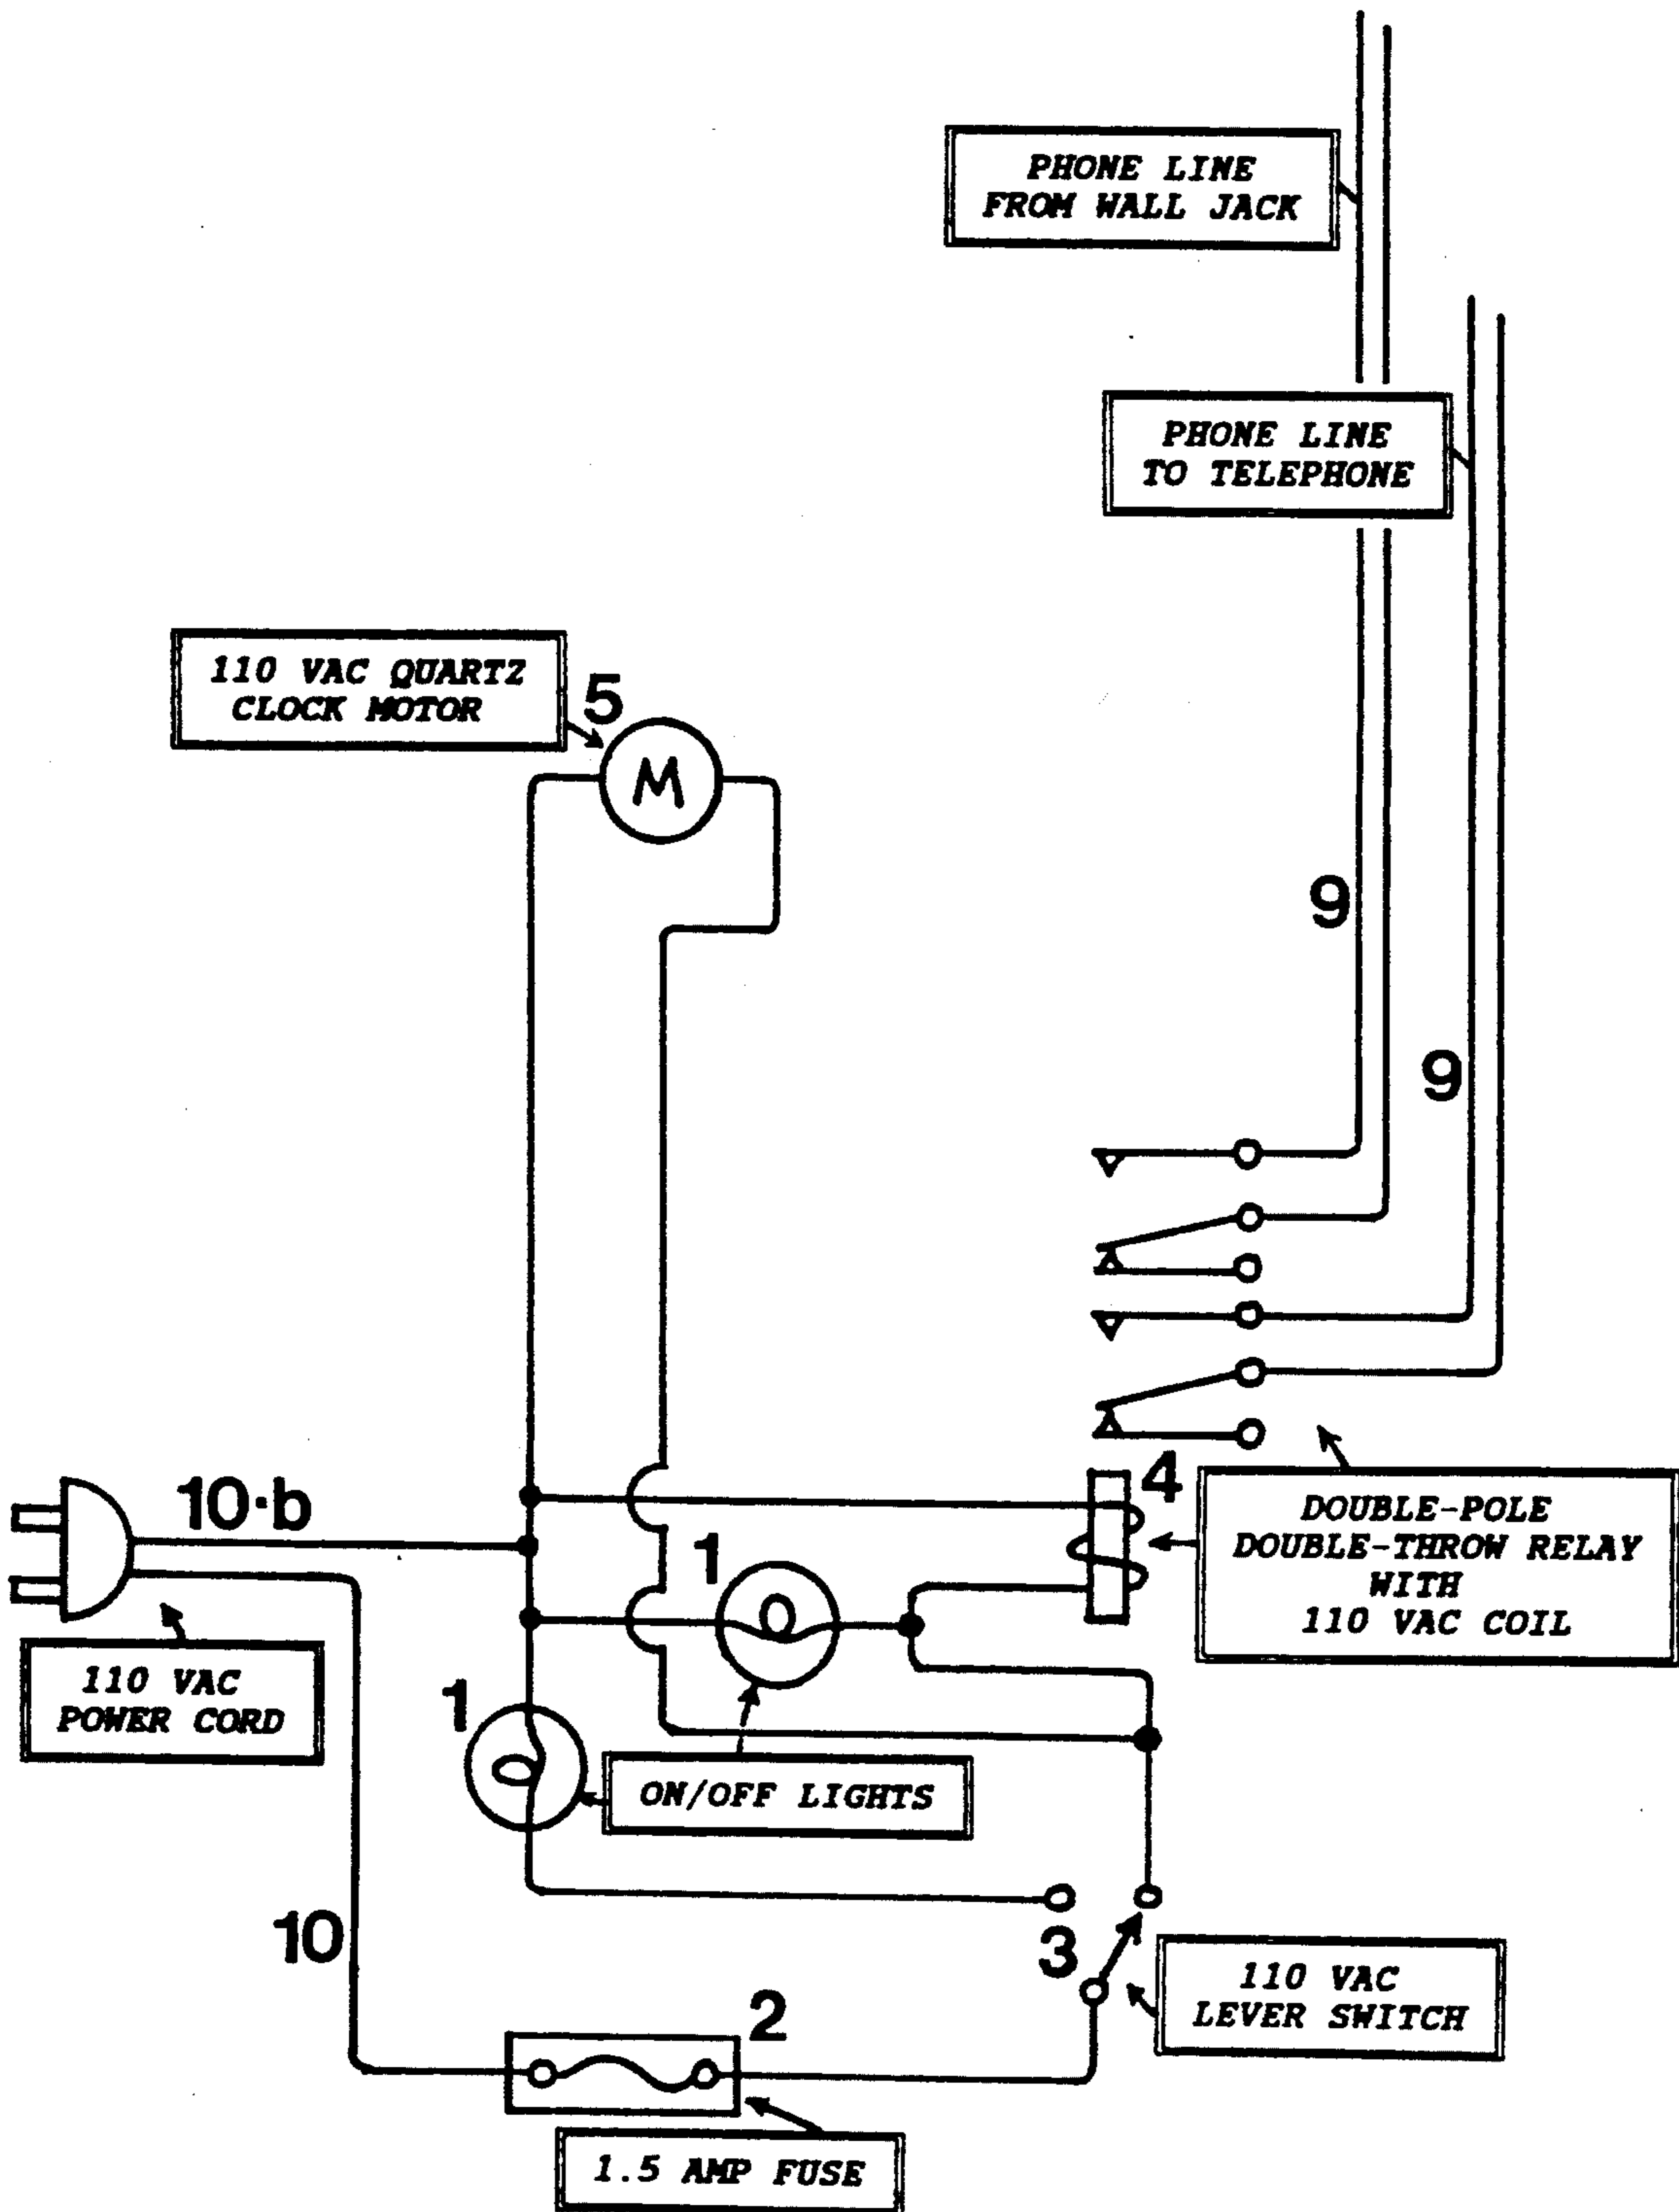 PHONE LINE
FROM WALL JACK
PHONE LINE
TO TELEPHONE
110 VAC QUARTZ
CLOCK MOTOR
5
M
9
9
4
10·b
DOUBLE-POLE
DOUBLE-THROW RELAY
WITH
110 VAC COIL
1
110 VAC
POWER CORD
1
ON/OFF LIGHTS
10
3
110 VAC
LEVER SWITCH
2
1.5 AMP FUSE